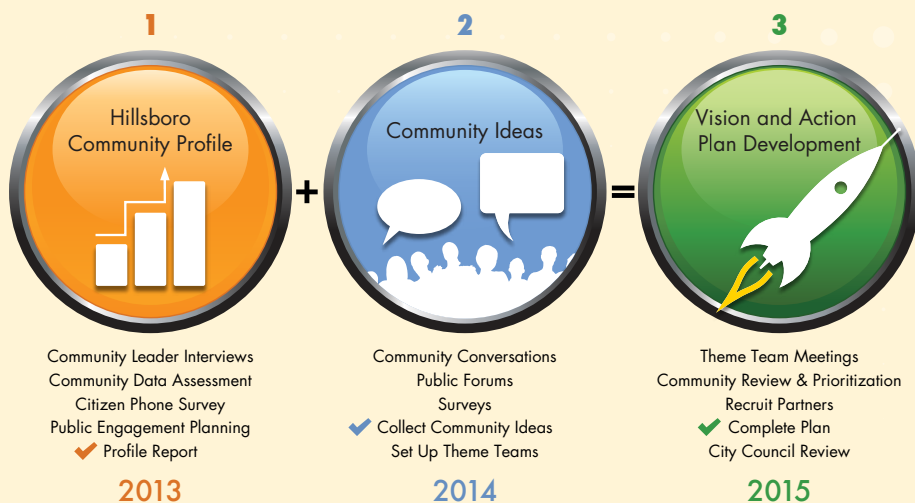 1
Hillsboro
Community Profile
Community Leader Interviews
Community Data Assessment
Citizen Phone Survey
Public Engagement Planning
Profile Report
2013
+
2
Community Ideas
Community Conversations
Public Forums
Surveys
Collect Community Ideas
Set Up Theme Teams
2014
=
3
Vision and Action
Plan Development
Theme Team Meetings
Community Review & Prioritization
Recruit Partners
Complete Plan
City Council Review
2015